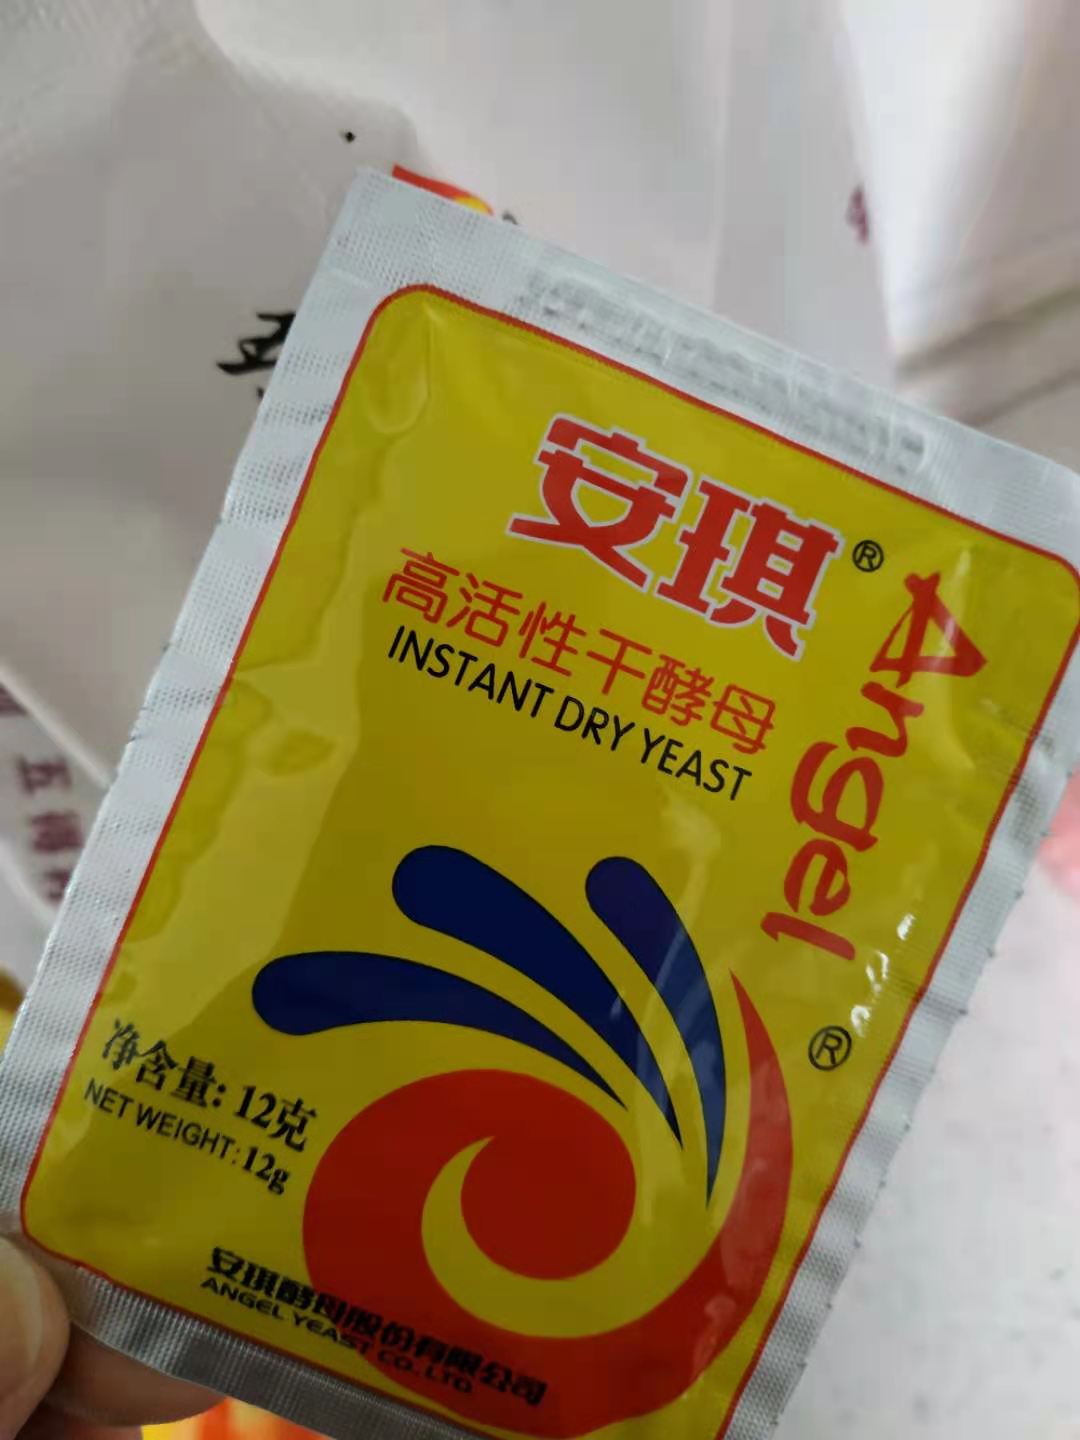 安琪®
Angel®
高活性干酵母
INSTANT DRY YEAST
净含量: 12克
NET WEIGHT: 12g
安琪酵母股份有限公司
ANGEL YEAST CO., LTD
五